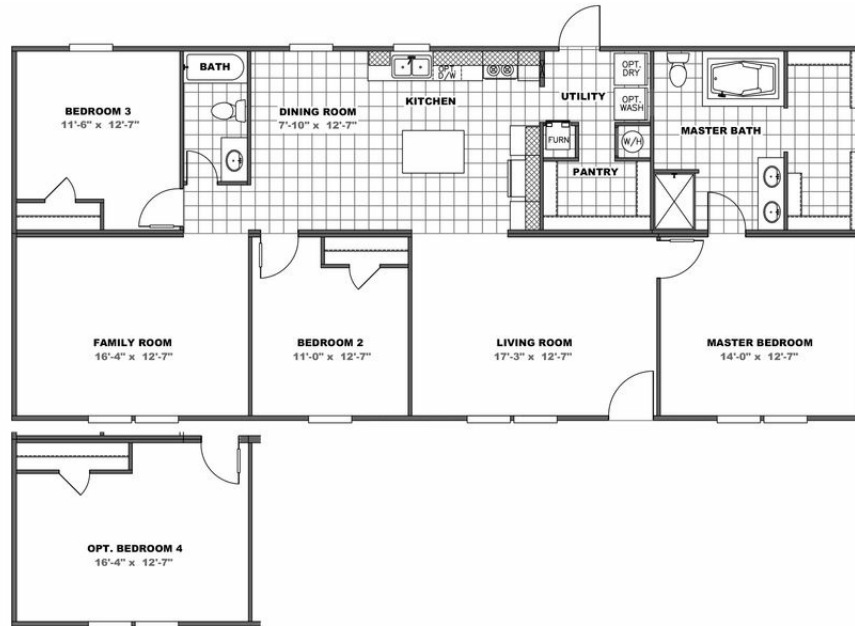 BATH
OPT.
D/W
OPT.
DRY
BEDROOM 3
11'-6" x 12'-7"
DINING ROOM
7'-10" x 12'-7"
KITCHEN
UTILITY
OPT.
WASH
MASTER BATH
FURN
W/H
PANTRY
FAMILY ROOM
16'-4" x 12'-7"
BEDROOM 2
11'-0" x 12'-7"
LIVING ROOM
17'-3" x 12'-7"
MASTER BEDROOM
14'-0" x 12'-7"
OPT. BEDROOM 4
16'-4" x 12'-7"